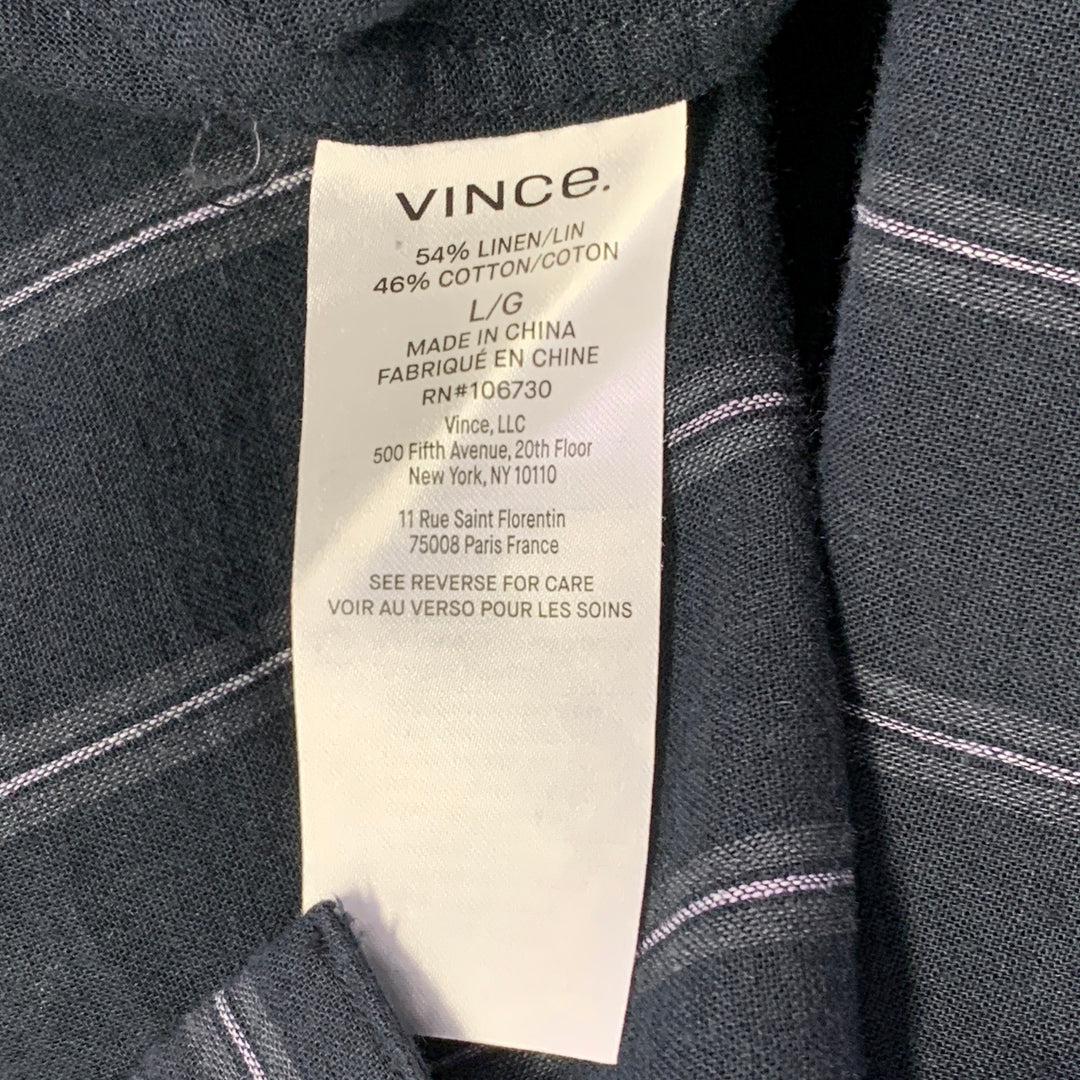 VINCe.
54% LINEN/LIN
46% COTTON/COTON
L/G
MADE IN CHINA
FABRIQUÉ EN CHINE
RN#106730
Vince, LLC
500 Fifth Avenue, 20th Floor
New York, NY 10110
11 Rue Saint Florentin
75008 Paris France
SEE REVERSE FOR CARE
VOIR AU VERSO POUR LES SOINS